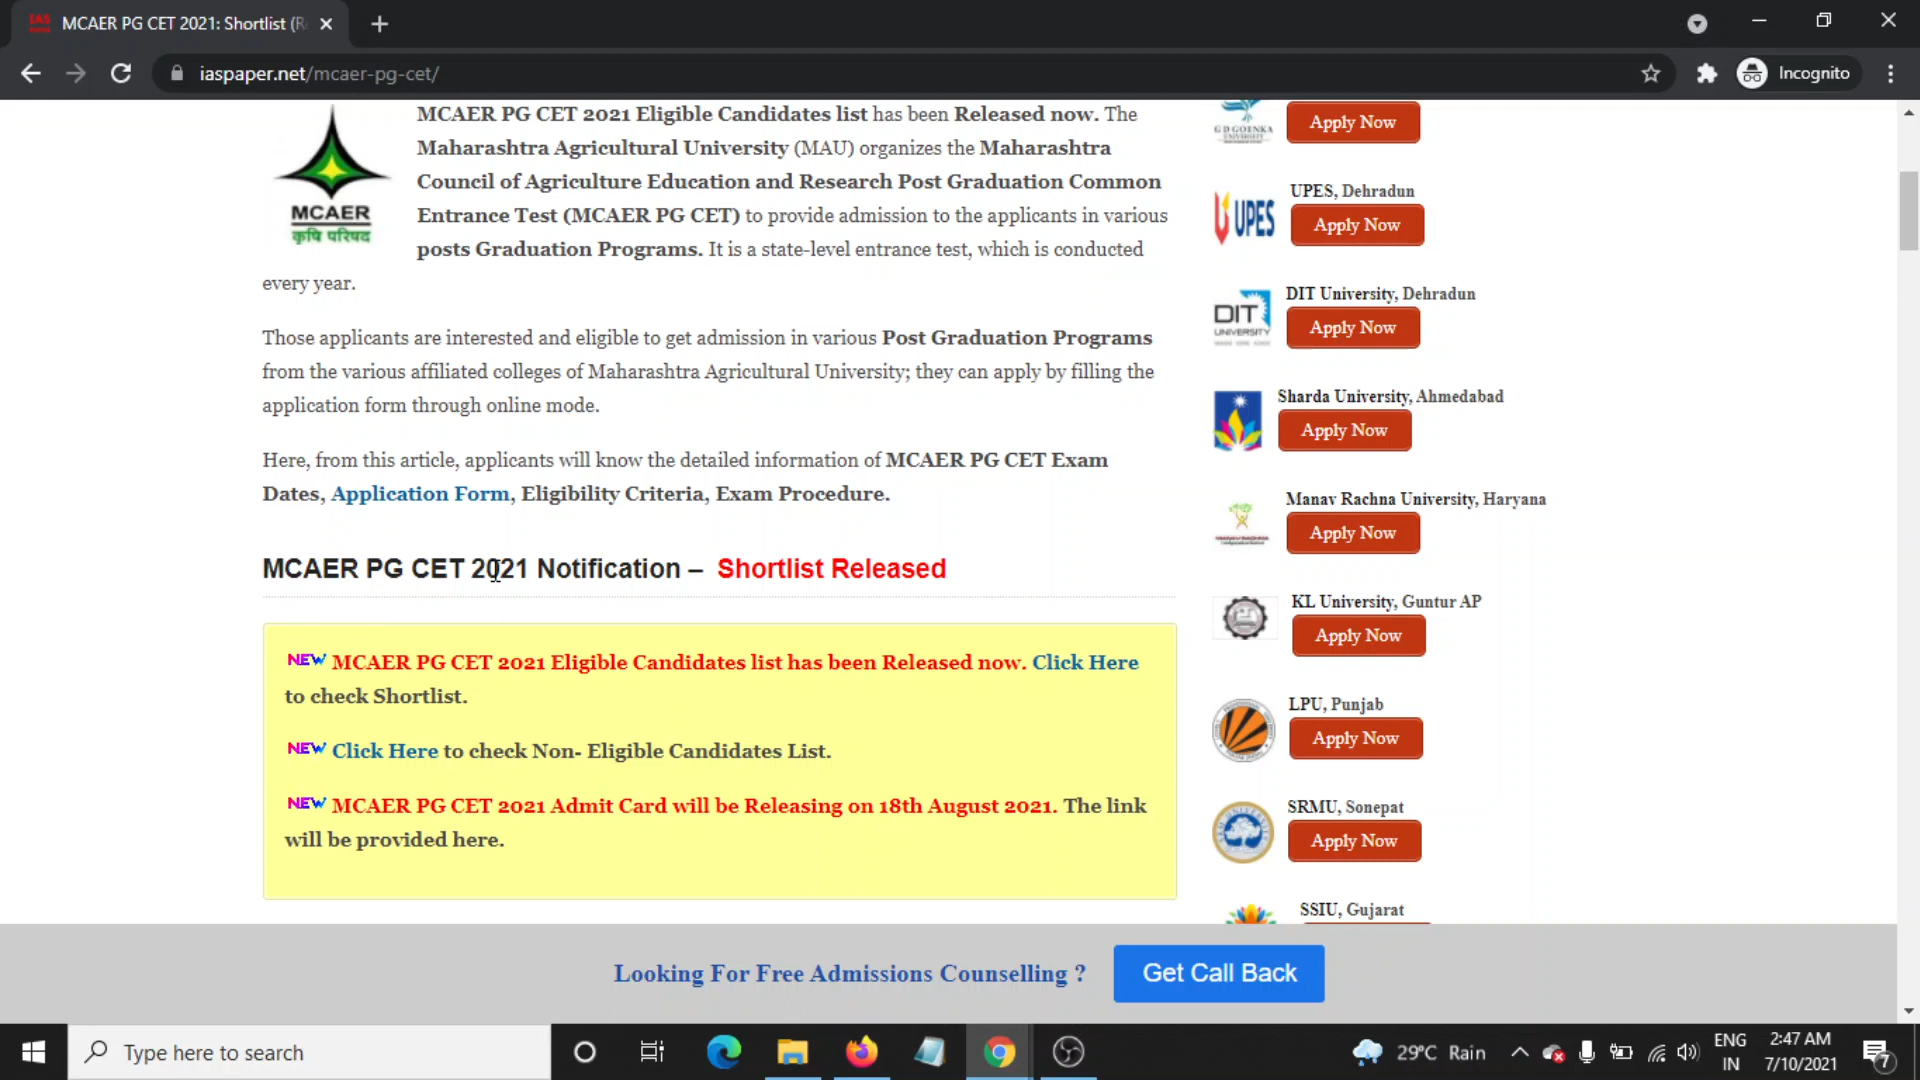 MCAER PG CET 2021: Shortlist (R
iaspaper.net/mcaer-pg-cet/
Incognito
MCAER
कृषि परिषद
MCAER PG CET 2021 Eligible Candidates list has been Released now. The
Maharashtra Agricultural University (MAU) organizes the Maharashtra
Council of Agriculture Education and Research Post Graduation Common
Entrance Test (MCAER PG CET) to provide admission to the applicants in various
posts Graduation Programs. It is a state-level entrance test, which is conducted
every year.
Those applicants are interested and eligible to get admission in various Post Graduation Programs
from the various affiliated colleges of Maharashtra Agricultural University; they can apply by filling the
application form through online mode.
Here, from this article, applicants will know the detailed information of MCAER PG CET Exam
Dates, Application Form, Eligibility Criteria, Exam Procedure.
MCAER PG CET 2021 Notification – Shortlist Released
NEW MCAER PG CET 2021 Eligible Candidates list has been Released now. Click Here
to check Shortlist.
NEW Click Here to check Non- Eligible Candidates List.
NEW MCAER PG CET 2021 Admit Card will be Releasing on 18th August 2021. The link
will be provided here.
G D GOENKA
UNIVERSITY
Apply Now
UPES
UPES, Dehradun
Apply Now
DIT
UNIVERSITY
DIT University, Dehradun
Apply Now
Sharda University, Ahmedabad
Apply Now
Manav Rachna University, Haryana
Apply Now
KL University, Guntur AP
Apply Now
LPU, Punjab
Apply Now
SRMU, Sonepat
Apply Now
SSIU, Gujarat
Looking For Free Admissions Counselling ?
Get Call Back
Type here to search
29°C Rain
ENG
IN
2:47 AM
7/10/2021
7